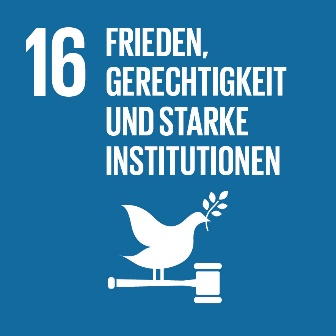 16 FRIEDEN,
GERECHTIGKEIT
UND STARKE
INSTITUTIONEN